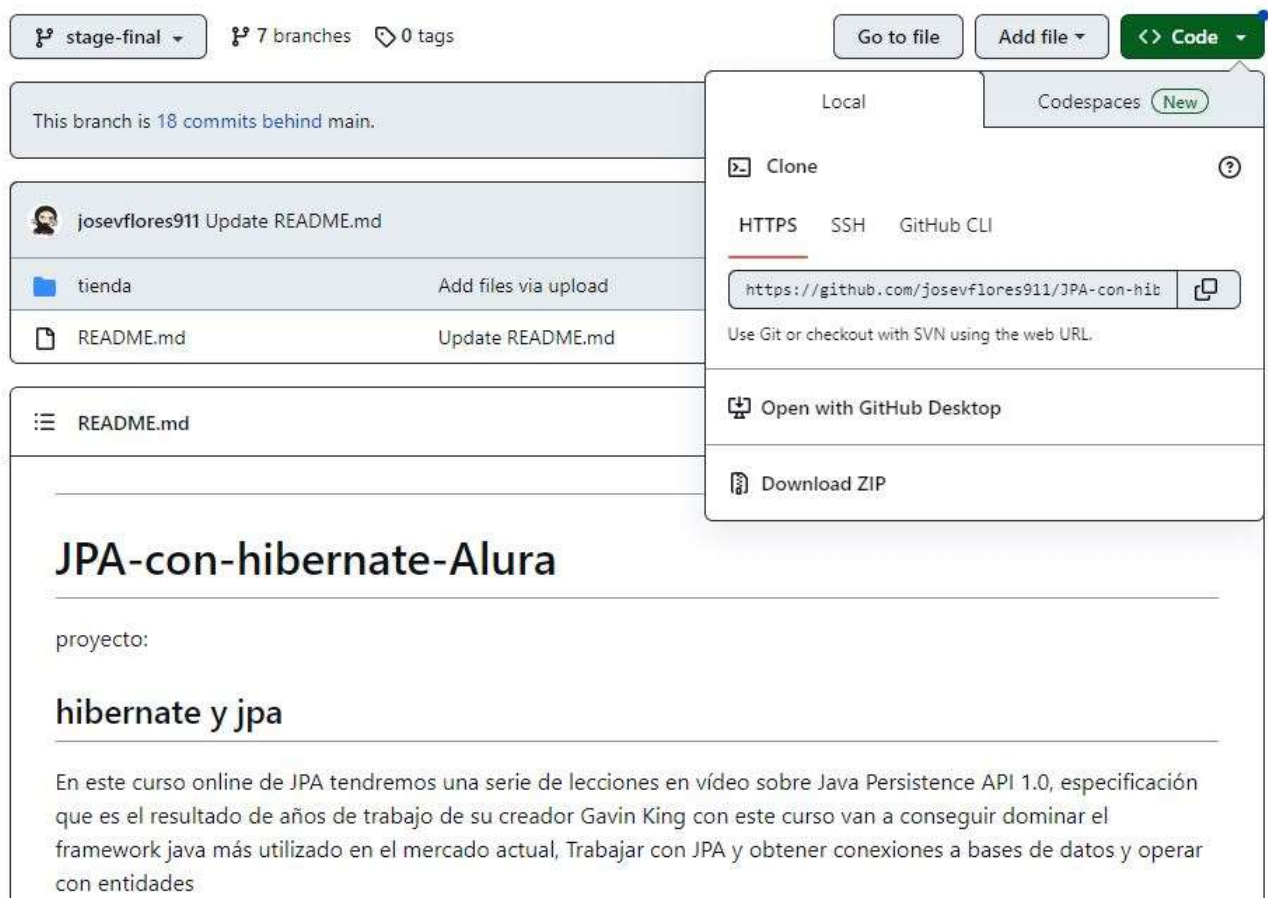 stage-final
7 branches
0 tags
Go to file
Add file
<> Code
This branch is 18 commits behind main.
josevflores911 Update README.md
tienda Add files via upload
README.md Update README.md
Local
Codespaces New
Clone
HTTPS SSH GitHub CLI
https://github.com/josevflores911/JPA-con-hib
Use Git or checkout with SVN using the web URL.
Open with GitHub Desktop
Download ZIP
README.md
JPA-con-hibernate-Alura
proyecto:
hibernate y jpa
En este curso online de JPA tendremos una serie de lecciones en vídeo sobre Java Persistence API 1.0, especificación
que es el resultado de años de trabajo de su creador Gavin King con este curso van a conseguir dominar el
framework java más utilizado en el mercado actual, Trabajar con JPA y obtener conexiones a bases de datos y operar
con entidades